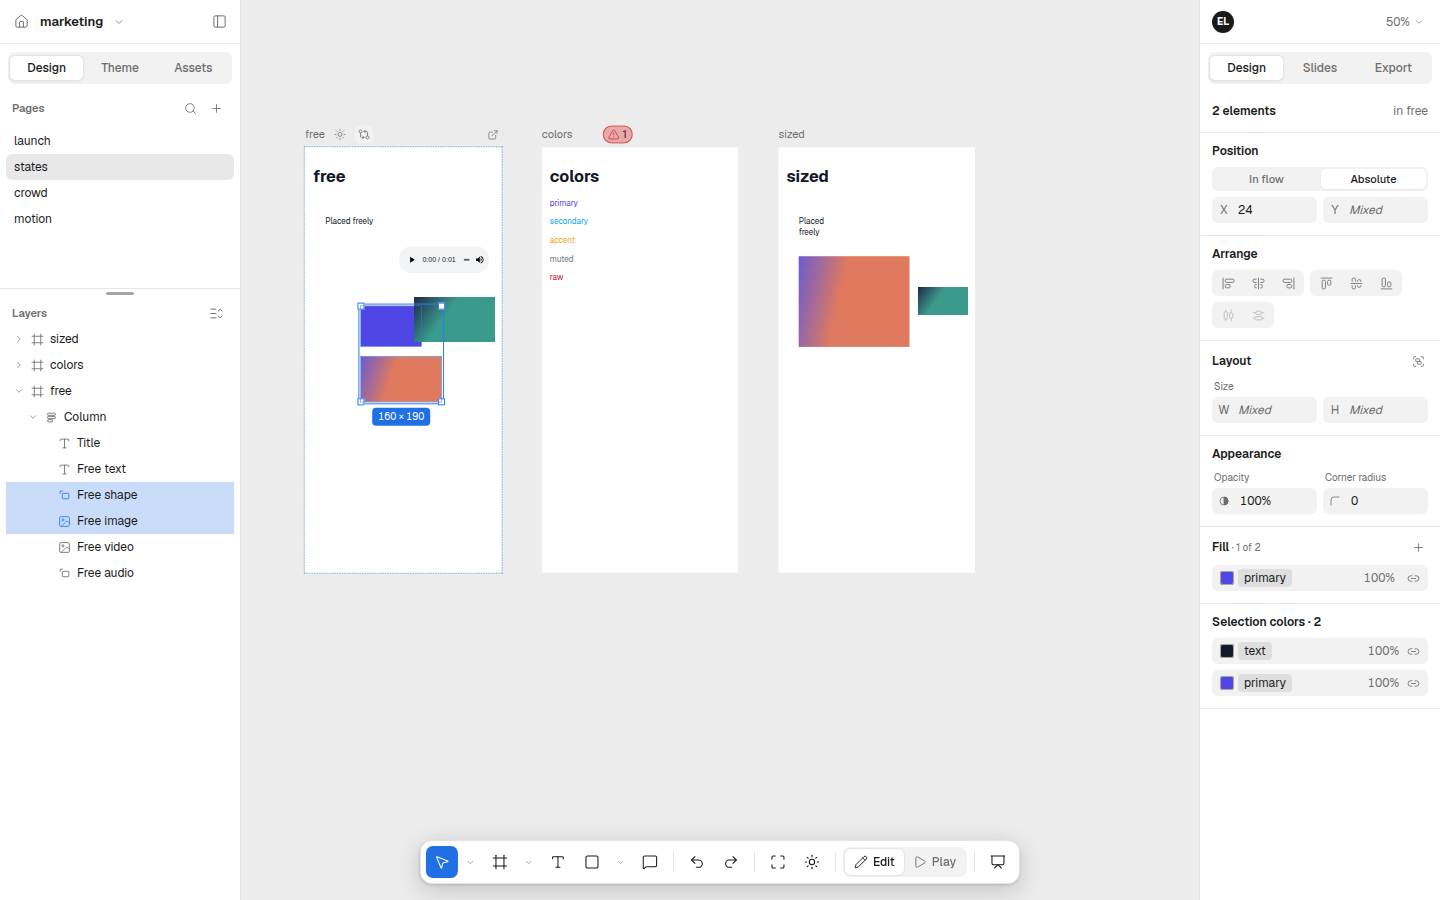 marketing
Design
Theme
Assets
Pages
launch
states
crowd
motion
Layers
sized
colors
free
Column
Title
Free text
Free shape
Free image
Free video
Free audio
free
free
Placed freely
0:00 / 0:01
160 × 190
colors
1
colors
primary
secondary
accent
muted
raw
sized
sized
Placed
freely
Edit
Play
EL
50%
Design
Slides
Export
2 elements
in free
Position
In flow
Absolute
X 24
Y Mixed
Arrange
Layout
Size
W Mixed
H Mixed
Appearance
Opacity
Corner radius
100%
0
Fill · 1 of 2
primary 100%
Selection colors · 2
text 100%
primary 100%